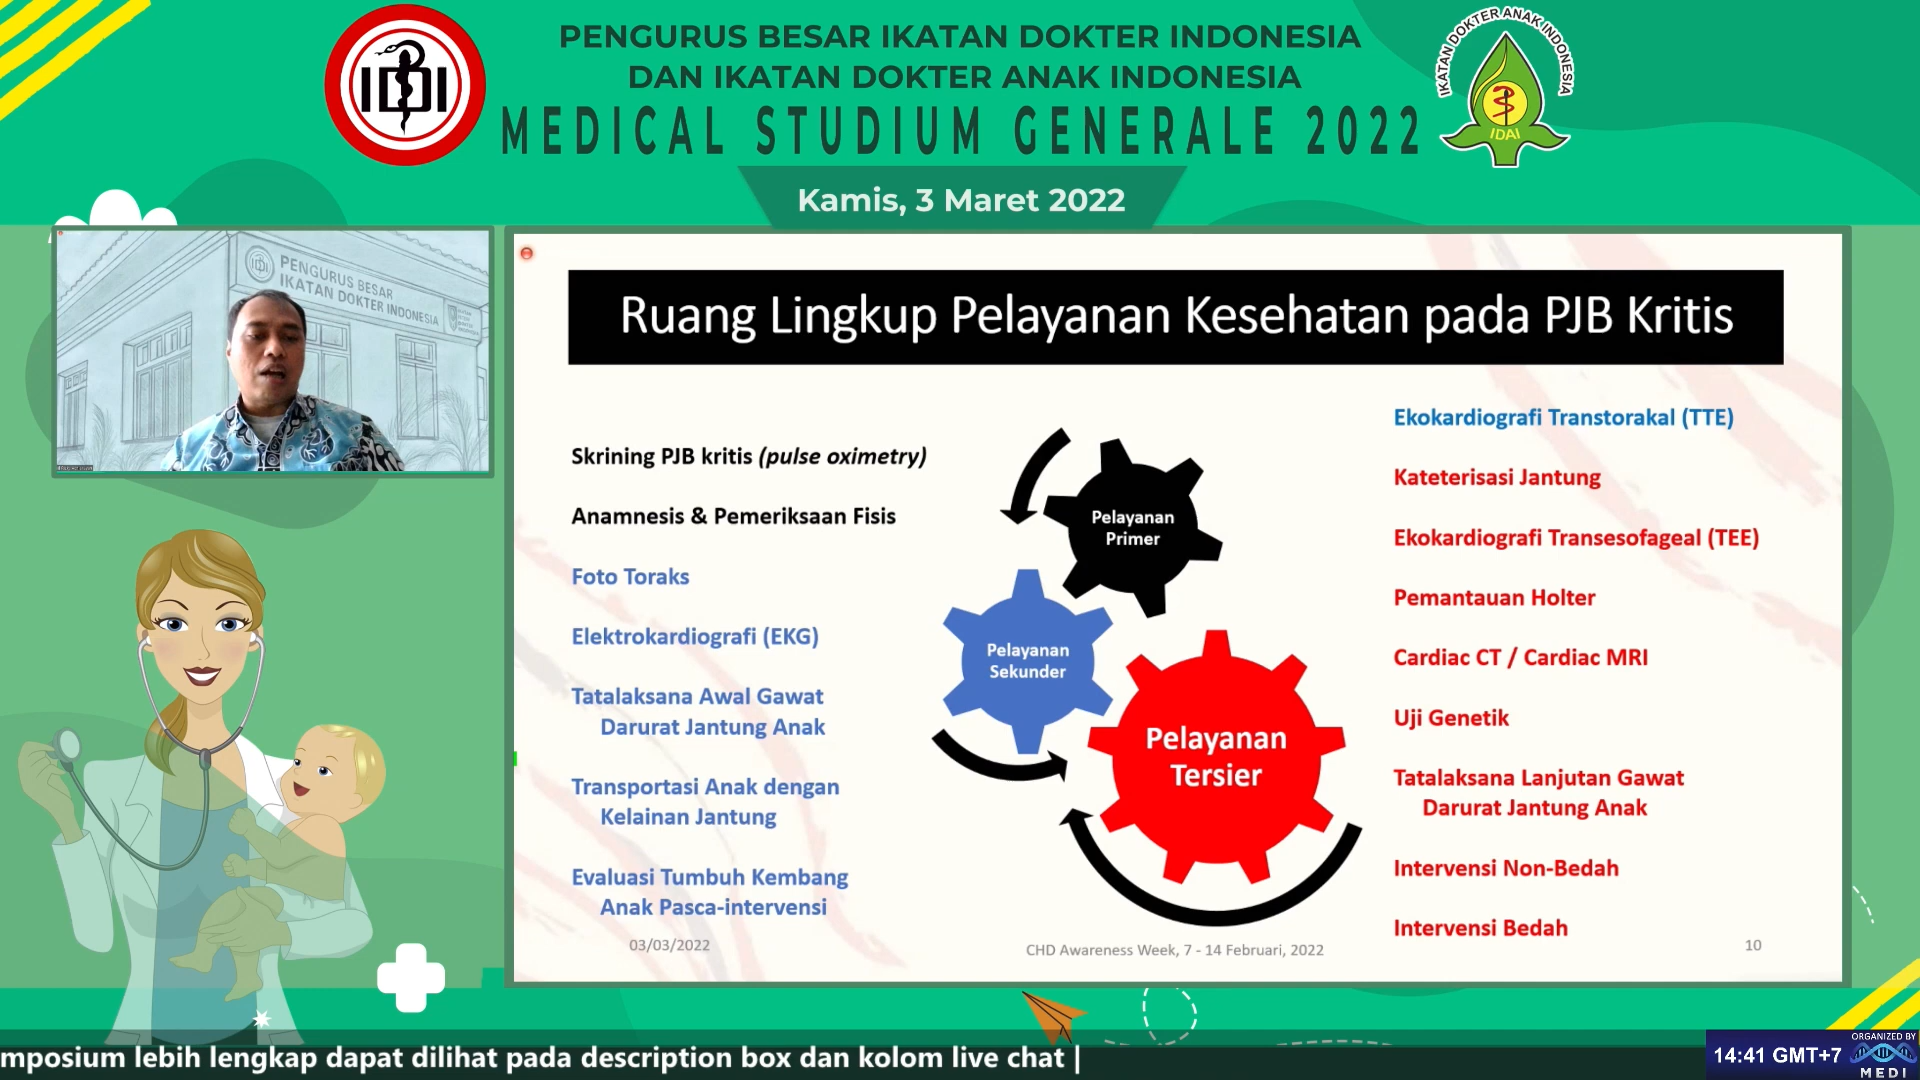 PENGURUS BESAR IKATAN DOKTER INDONESIA
DAN IKATAN DOKTER ANAK INDONESIA
MEDICAL STUDIUM GENERALE 2022
Kamis, 3 Maret 2022
IDI
IKATAN DOKTER ANAK INDONESIA
IDAI
IDI
PENGURUS BESAR
IKATAN DOKTER INDONESIA
Ruang Lingkup Pelayanan Kesehatan pada PJB Kritis
Skrining PJB kritis (pulse oximetry)
Anamnesis & Pemeriksaan Fisis
Foto Toraks
Elektrokardiografi (EKG)
Tatalaksana Awal Gawat
Darurat Jantung Anak
Transportasi Anak dengan
Kelainan Jantung
Evaluasi Tumbuh Kembang
Anak Pasca-intervensi
Pelayanan
Primer
Pelayanan
Sekunder
Pelayanan
Tersier
Ekokardiografi Transtorakal (TTE)
Kateterisasi Jantung
Ekokardiografi Transesofageal (TEE)
Pemantauan Holter
Cardiac CT / Cardiac MRI
Uji Genetik
Tatalaksana Lanjutan Gawat
Darurat Jantung Anak
Intervensi Non-Bedah
Intervensi Bedah
03/03/2022
CHD Awareness Week, 7 - 14 Februari, 2022
10
mposium lebih lengkap dapat dilihat pada description box dan kolom live chat |
14:41 GMT+7
ORGANIZED BY
MEDI